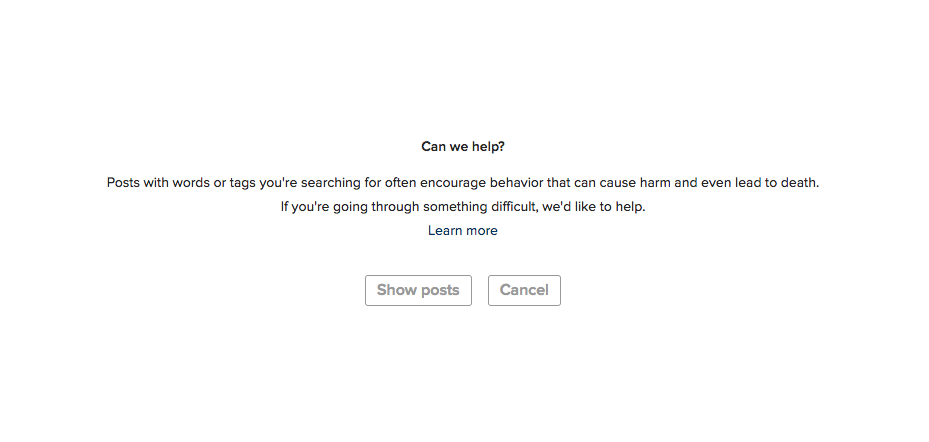 Can we help?
Posts with words or tags you're searching for often encourage behavior that can cause harm and even lead to death.
If you're going through something difficult, we'd like to help.
Learn more
Show posts
Cancel